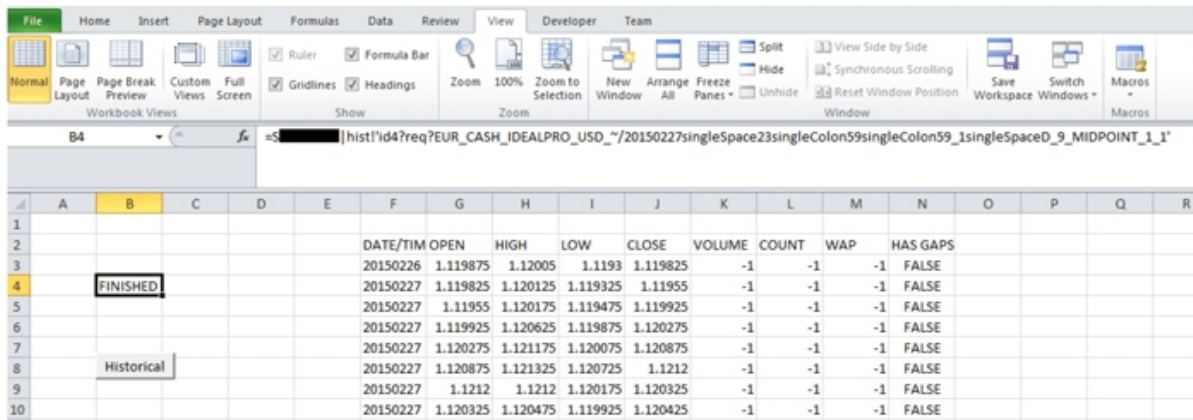 File Home Insert Page Layout Formulas Data Review View Developer Team
Normal Page Layout Page Break Preview Custom Views Full Screen
Workbook Views
Ruler Formula Bar
Gridlines Headings
Show
Zoom 100% Zoom to Selection
Zoom
New Window Arrange All Freeze Panes
Split
Hide
Unhide
View Side by Side
Synchronous Scrolling
Reset Window Position
Window
Save Workspace Switch Windows
Macros
Macros
B4 fx =S |hist!'id4?req?EUR_CASH_IDEALPRO_USD_~/20150227singleSpace23singleColon59singleColon59_1singleSpaceD_9_MIDPOINT_1_1'
A B C D E F G H I J K L M N O P Q R
1
2 DATE/TIM OPEN HIGH LOW CLOSE VOLUME COUNT WAP HAS GAPS
3 20150226 1.119875 1.12005 1.1193 1.119825 -1 -1 -1 FALSE
4 FINISHED 20150227 1.119825 1.120125 1.119325 1.11955 -1 -1 -1 FALSE
5 20150227 1.11955 1.120175 1.119475 1.119925 -1 -1 -1 FALSE
6 20150227 1.119925 1.120625 1.119875 1.120275 -1 -1 -1 FALSE
7 20150227 1.120275 1.121175 1.120075 1.120875 -1 -1 -1 FALSE
8 Historical 20150227 1.120875 1.121325 1.120725 1.1212 -1 -1 -1 FALSE
9 20150227 1.1212 1.1212 1.120175 1.120325 -1 -1 -1 FALSE
10 20150227 1.120325 1.120475 1.119925 1.120425 -1 -1 -1 FALSE